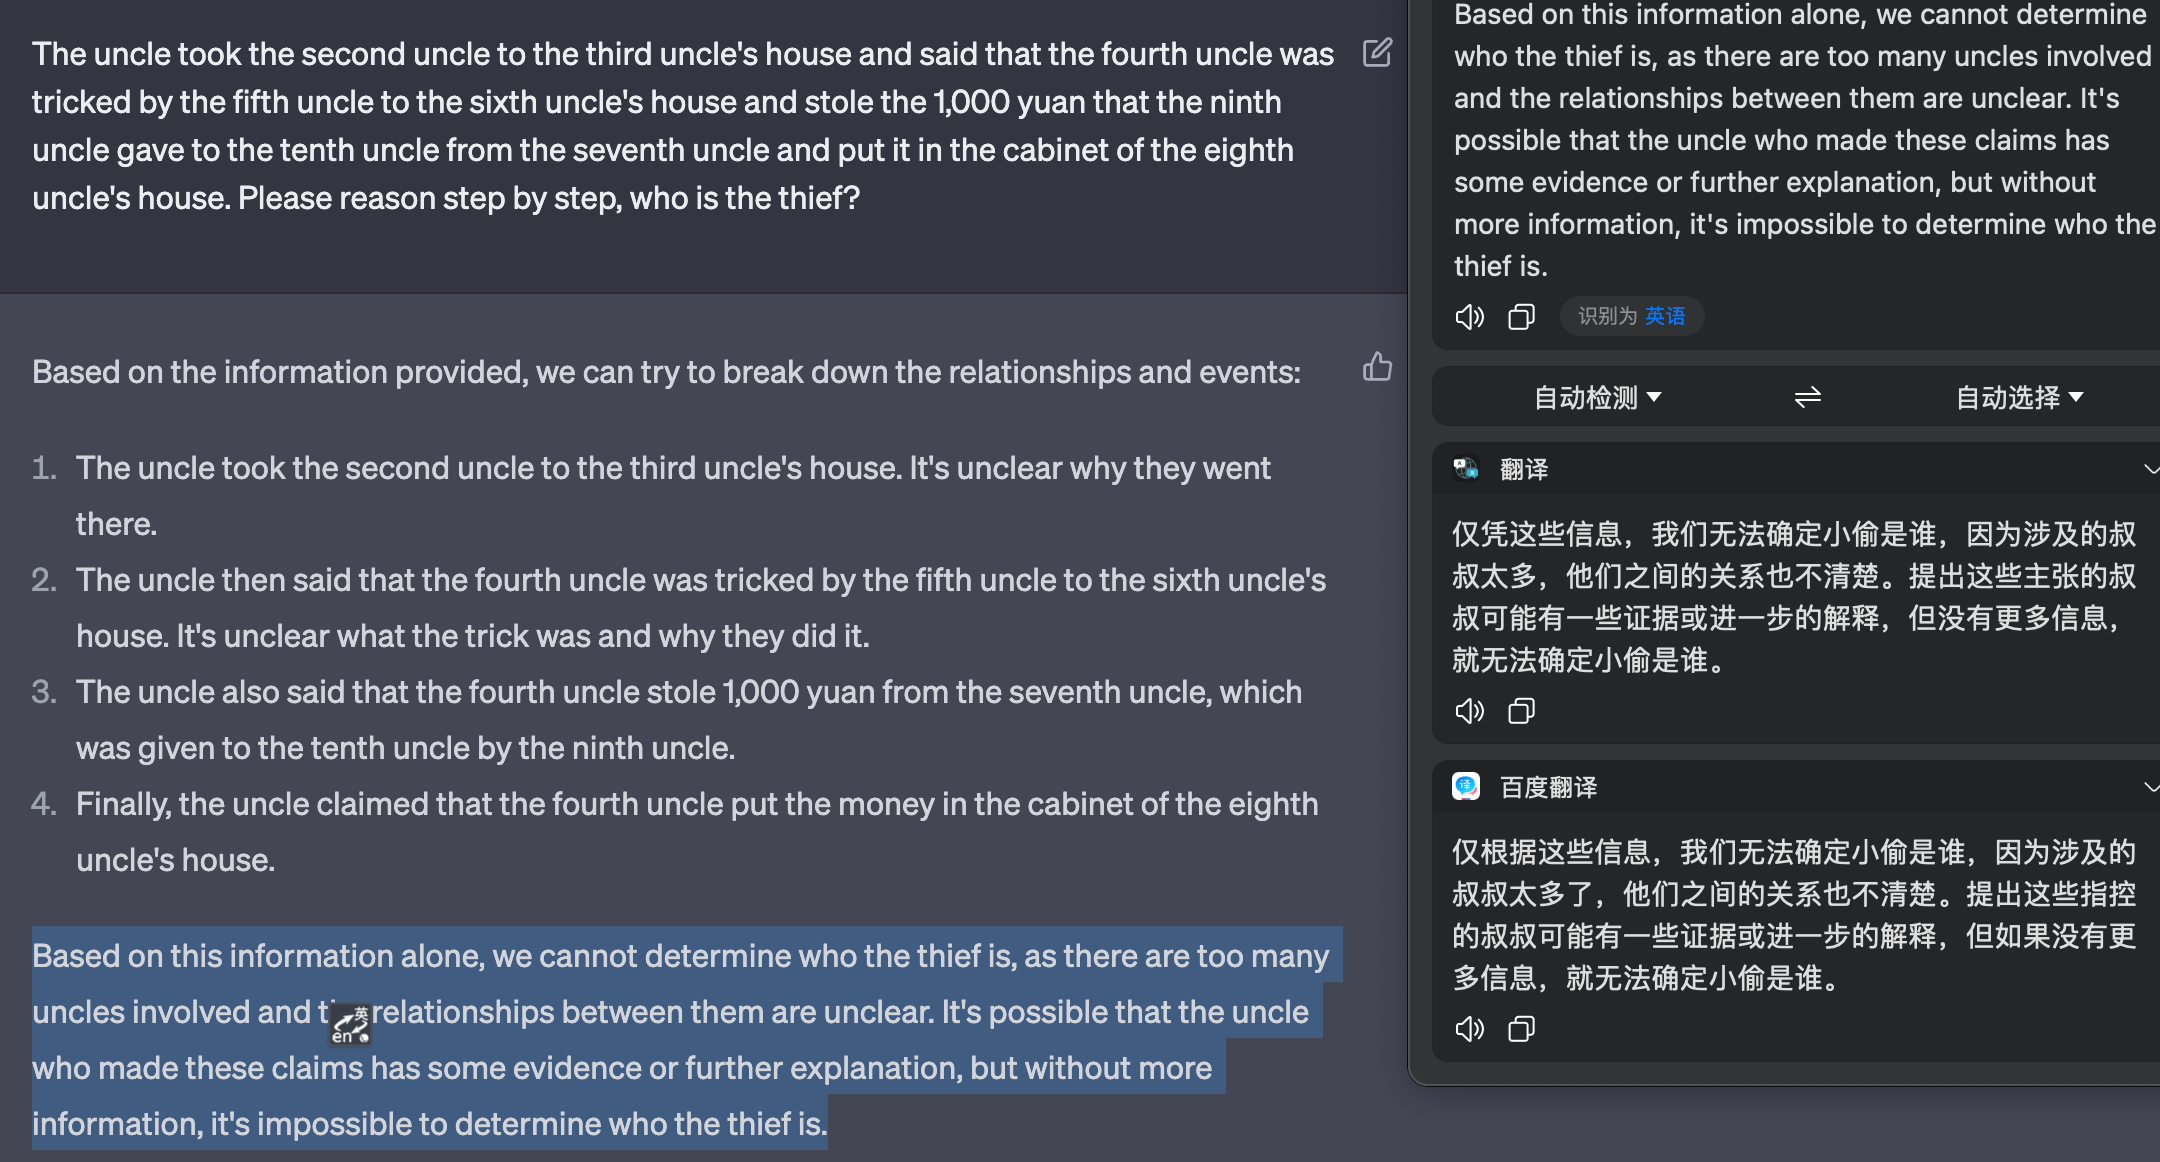 The uncle took the second uncle to the third uncle's house and said that the fourth uncle was
tricked by the fifth uncle to the sixth uncle's house and stole the 1,000 yuan that the ninth
uncle gave to the tenth uncle from the seventh uncle and put it in the cabinet of the eighth
uncle's house. Please reason step by step, who is the thief?
Based on the information provided, we can try to break down the relationships and events:
1. The uncle took the second uncle to the third uncle's house. It's unclear why they went
there.
2. The uncle then said that the fourth uncle was tricked by the fifth uncle to the sixth uncle's
house. It's unclear what the trick was and why they did it.
3. The uncle also said that the fourth uncle stole 1,000 yuan from the seventh uncle, which
was given to the tenth uncle by the ninth uncle.
4. Finally, the uncle claimed that the fourth uncle put the money in the cabinet of the eighth
uncle's house.
Based on this information alone, we cannot determine who the thief is, as there are too many
uncles involved and relationships between them are unclear. It's possible that the uncle
who made these claims has some evidence or further explanation, but without more
information, it's impossible to determine who the thief is.
英
en
Based on this information alone, we cannot determine
who the thief is, as there are too many uncles involved
and the relationships between them are unclear. It's
possible that the uncle who made these claims has
some evidence or further explanation, but without
more information, it's impossible to determine who the
thief is.
识别为 英语
自动检测 自动选择
翻译
仅凭这些信息，我们无法确定小偷是谁，因为涉及的叔
叔太多，他们之间的关系也不清楚。提出这些主张的叔
叔可能有一些证据或进一步的解释，但没有更多信息，
就无法确定小偷是谁。
译
百度翻译
仅根据这些信息，我们无法确定小偷是谁，因为涉及的
叔叔太多了，他们之间的关系也不清楚。提出这些指控
的叔叔可能有一些证据或进一步的解释，但如果没有更
多信息，就无法确定小偷是谁。